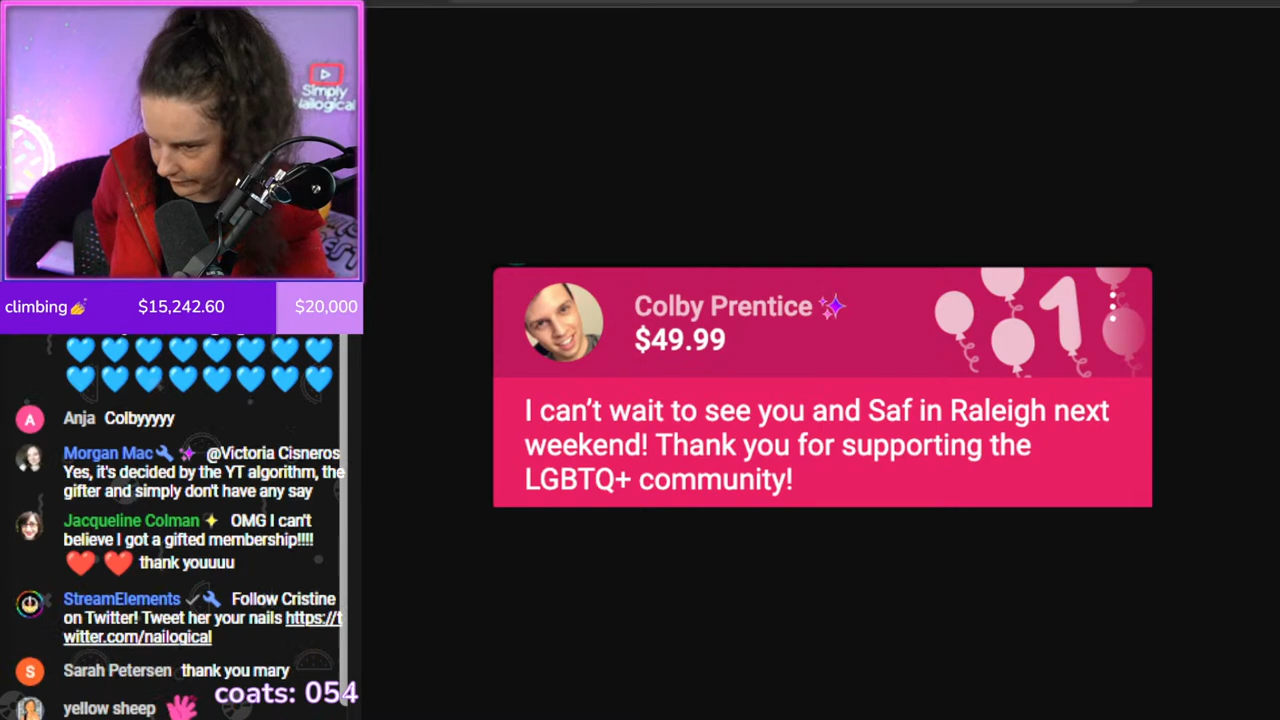 Simply
Nailogical
climbing💅 $15,242.60 $20,000
Anja Colbyyyyy
Morgan Mac @Victoria Cisneros
Yes, it's decided by the YT algorithm, the
gifter and simply don't have any say
Jacqueline Colman OMG I can't
believe I got a gifted membership!!!!
thank youuuu
StreamElements Follow Cristine
on Twitter! Tweet her your nails https://t
witter.com/nailogical
S Sarah Petersen thank you mary
coats: 054
yellow sheep
Colby Prentice
$49.99
1
I can't wait to see you and Saf in Raleigh next
weekend! Thank you for supporting the
LGBTQ+ community!